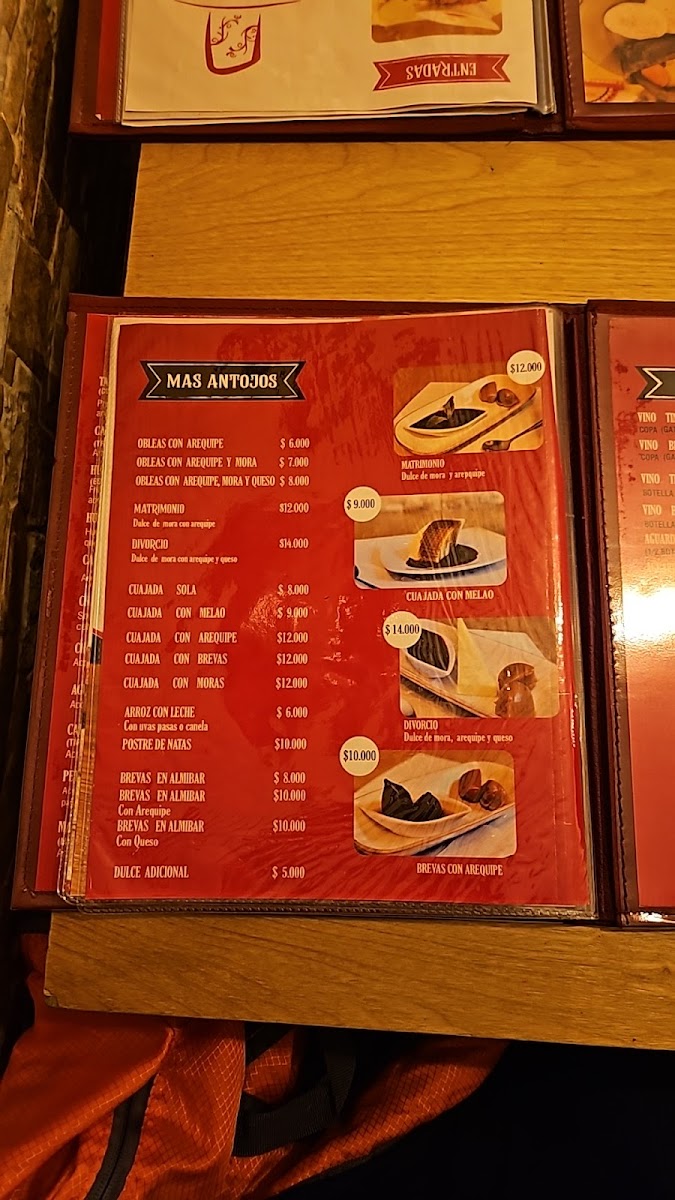 ENTRADAS
MAS ANTOJOS
OBLEAS CON AREQUIPE $ 6.000
OBLEAS CON AREQUIPE Y MORA $ 7.000
OBLEAS CON AREQUIPE, MORA Y QUESO $ 8.000
MATRIMONIO $12.000
Dulce de mora con arequipe
DIVORCIO $14.000
Dulce de mora con arequipe y queso
CUAJADA SOLA $ 8.000
CUAJADA CON MELAO $ 9.000
CUAJADA CON AREQUIPE $12.000
CUAJADA CON BREVAS $12.000
CUAJADA CON MORAS $12.000
ARROZ CON LECHE $ 6.000
Con uvas pasas o canela
POSTRE DE NATAS $10.000
BREVAS EN ALMIBAR $ 8.000
BREVAS EN ALMIBAR $10.000
Con Arequipe
BREVAS EN ALMIBAR $10.000
Con Queso
DULCE ADICIONAL $ 5.000
$12.000
MATRIMONIO
Dulce de mora y arepquipe
$ 9.000
CUAJADA CON MELAO
$ 14.000
DIVORCIO
Dulce de mora, arequipe y queso
$10.000
BREVAS CON AREQUIPE
VINO
COPA
VINO
COPA
VINO
BOTELLA
VINO
BOTELLA